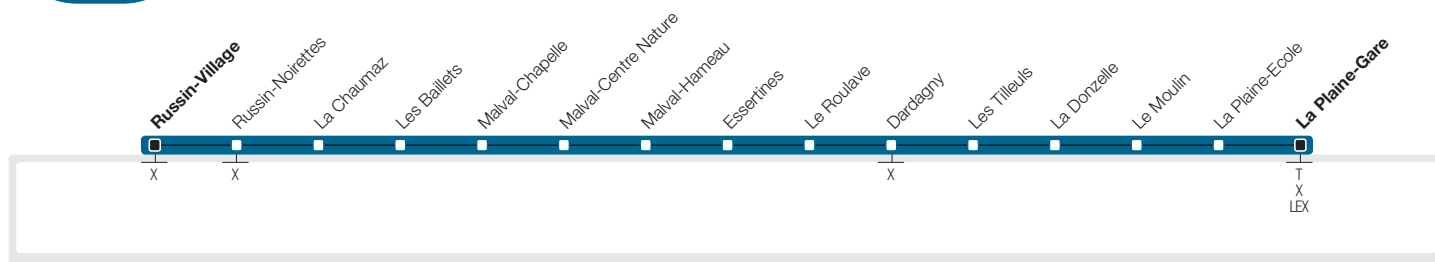 Russin-Village
Russin-Noirettes
La Chaumaz
Les Baillets
Malval-Chapelle
Malval-Centre Nature
Malval-Hameau
Essertines
Le Roulave
Dardagny
Les Tilleuls
La Donzelle
Le Moulin
La Plaine-Ecole
La Plaine-Gare
X
X
X
T
X
LEX